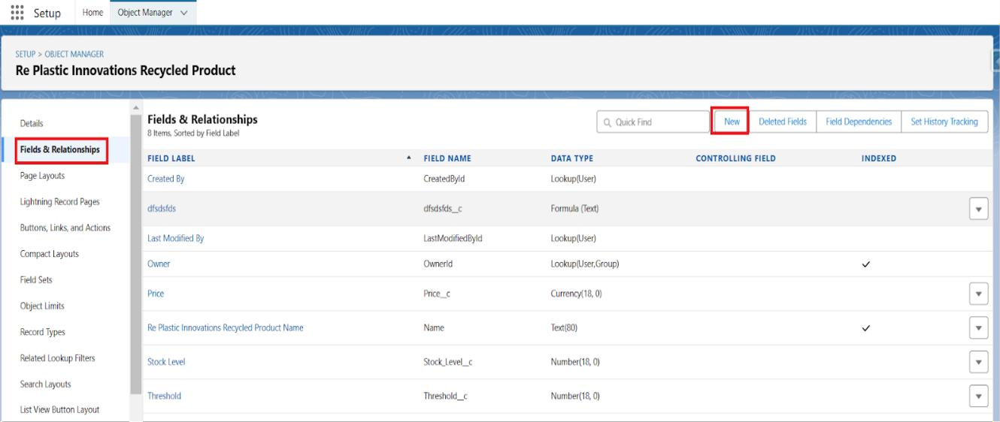 Setup Home Object Manager
SETUP > OBJECT MANAGER
Re Plastic Innovations Recycled Product
Details
Fields & Relationships
Page Layouts
Lightning Record Pages
Buttons, Links, and Actions
Compact Layouts
Field Sets
Object Limits
Record Types
Related Lookup Filters
Search Layouts
List View Button Layout
Fields & Relationships
8 Items, Sorted by Field Label
Quick Find New Deleted Fields Field Dependencies Set History Tracking
FIELD LABEL FIELD NAME DATA TYPE CONTROLLING FIELD INDEXED
Created By CreatedById Lookup(User)
dfsdsfds dfsdsfds__c Formula (Text)
Last Modified By LastModifiedById Lookup(User)
Owner OwnerId Lookup(User,Group)
Price Price__c Currency(18, 0)
Re Plastic Innovations Recycled Product Name Name Text(80)
Stock Level Stock_Level__c Number(18, 0)
Threshold Threshold__c Number(18, 0)